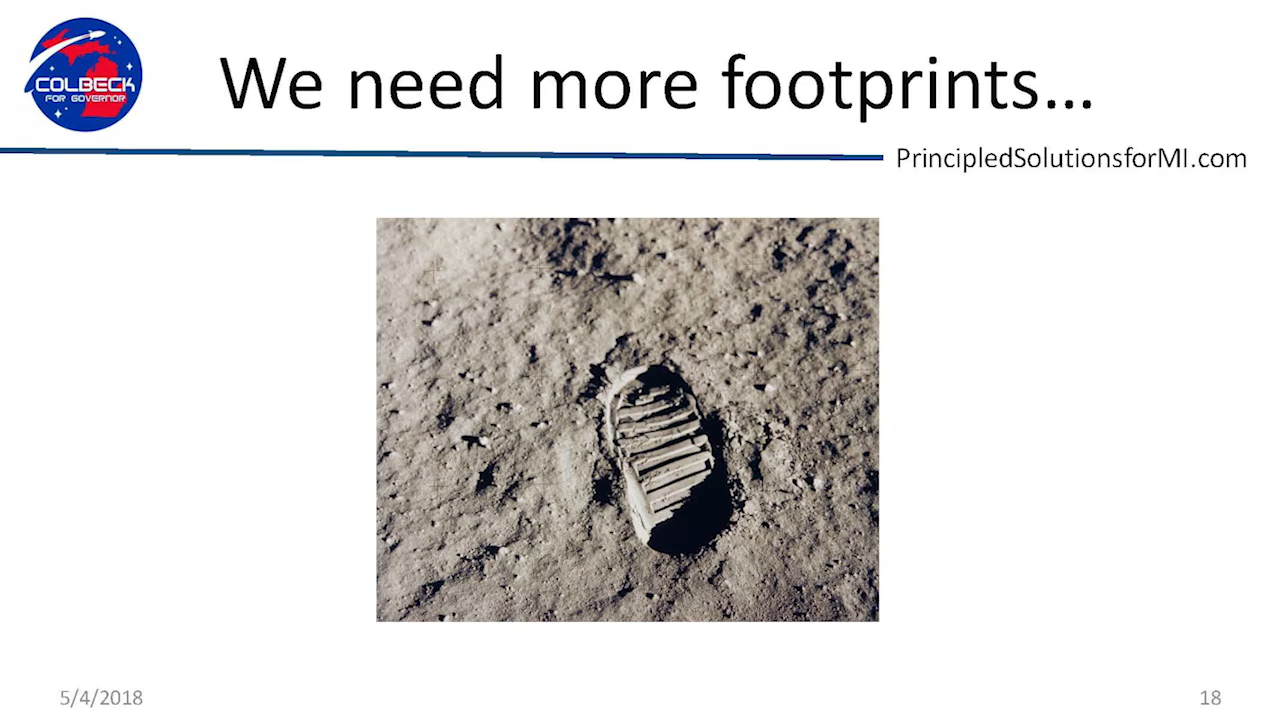 COLBECK
FOR GOVERNOR
We need more footprints...
PrincipledSolutionsforMI.com
5/4/2018
18